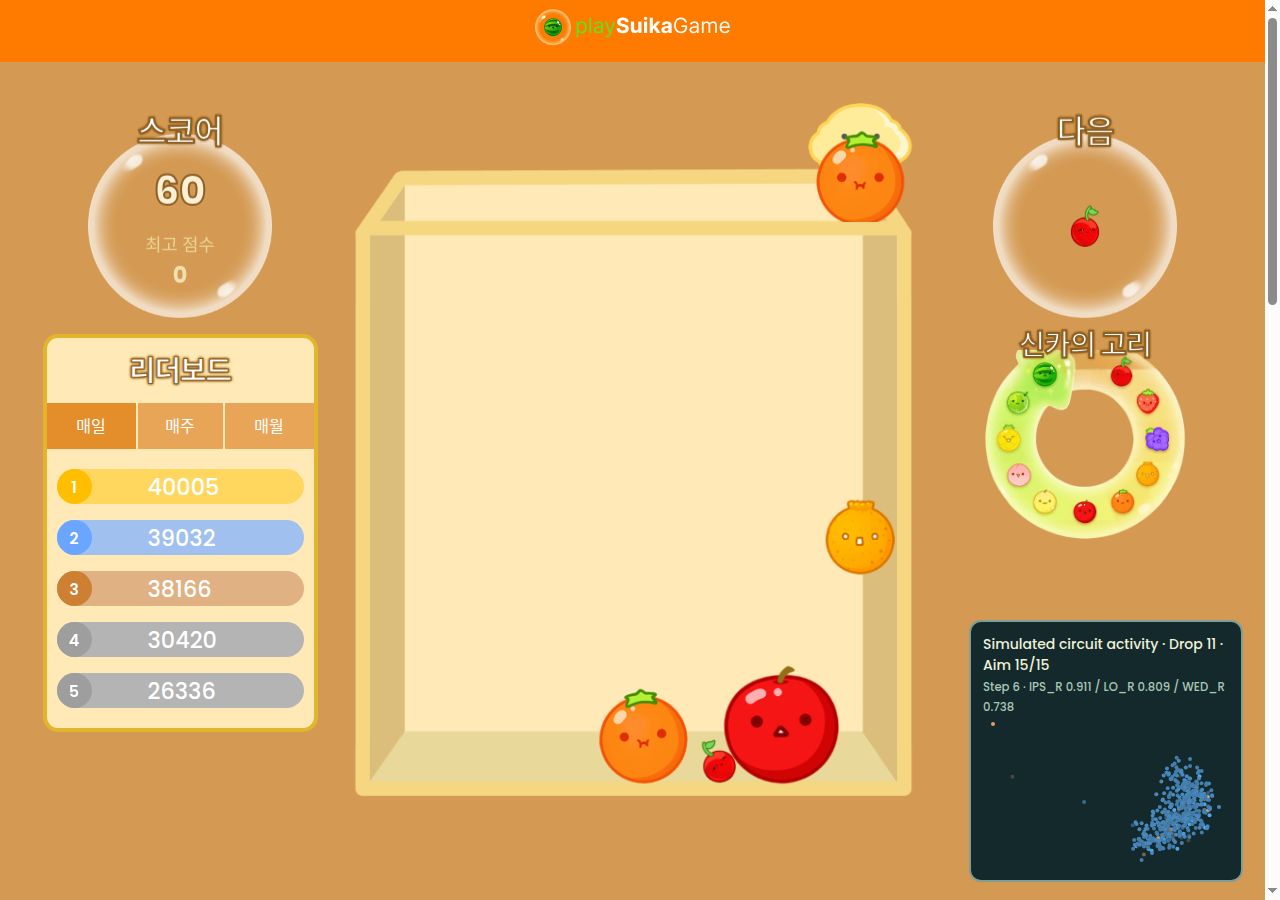 playSuikaGame
스코어
60
최고 점수
0
리더보드
매일 매주 매월
1 40005
2 39032
3 38166
4 30420
5 26336
다음
신카의 고리
Simulated circuit activity · Drop 11 ·
Aim 15/15
Step 6 · IPS_R 0.911 / LO_R 0.809 / WED_R
0.738